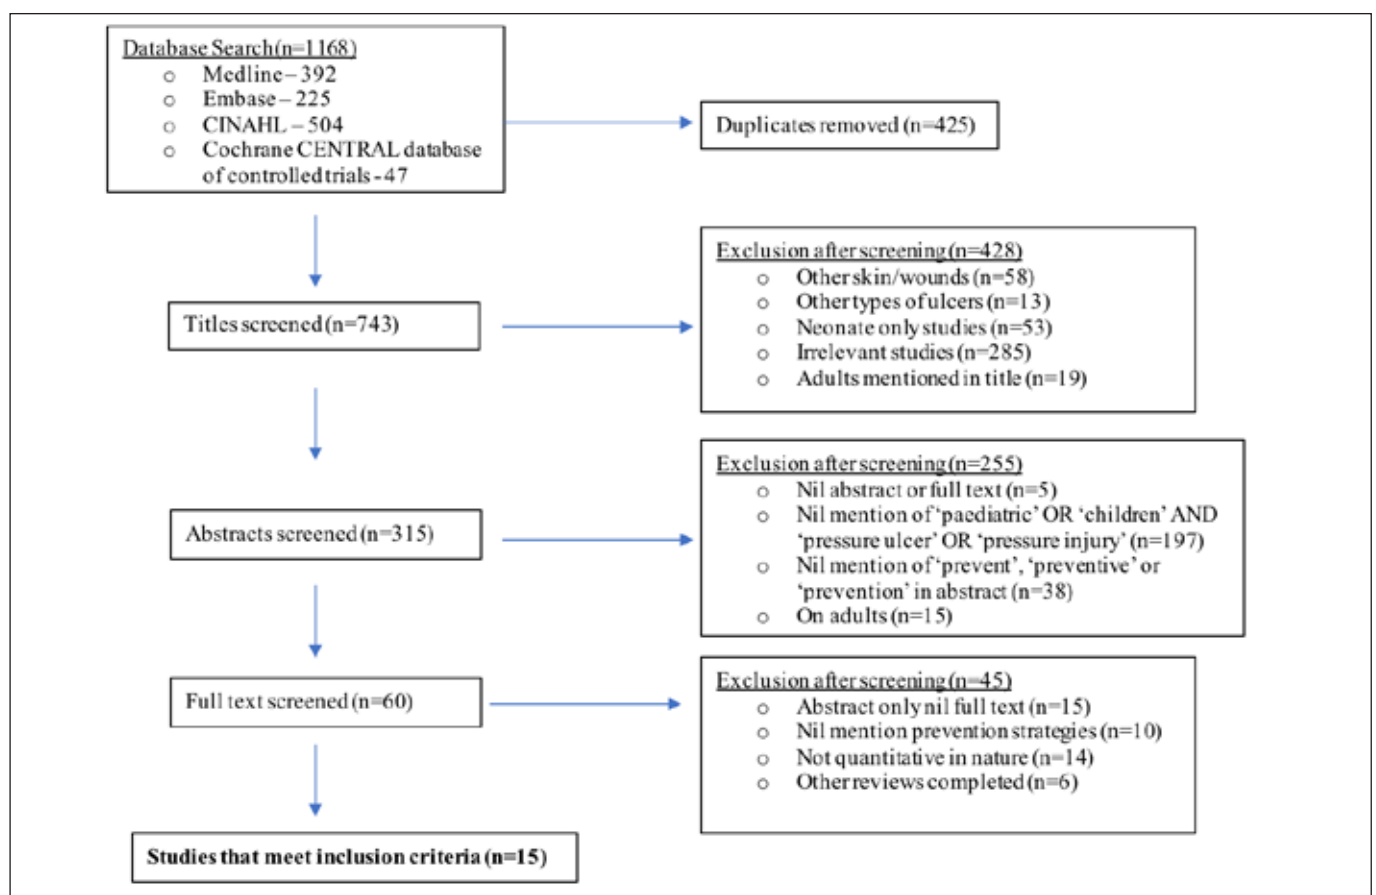 Database Search(n=1168)
o Medline – 392
o Embase – 225
o CINAHL – 504
o Cochrane CENTRAL database
of controlled trials - 47
Duplicates removed (n=425)
Titles screened (n=743)
Exclusion after screening (n=428)
o Other skin/wounds (n=58)
o Other types of ulcers (n=13)
o Neonate only studies (n=53)
o Irrelevant studies (n=285)
o Adults mentioned in title (n=19)
Abstracts screened (n=315)
Exclusion after screening (n=255)
o Nil abstract or full text (n=5)
o Nil mention of ‘paediatric’ OR ‘children’ AND
‘pressure ulcer’ OR ‘pressure injury’ (n=197)
o Nil mention of ‘prevent’, ‘preventive’ or
‘prevention’ in abstract (n=38)
o On adults (n=15)
Full text screened (n=60)
Exclusion after screening (n=45)
o Abstract only nil full text (n=15)
o Nil mention prevention strategies (n=10)
o Not quantitative in nature (n=14)
o Other reviews completed (n=6)
Studies that meet inclusion criteria (n=15)